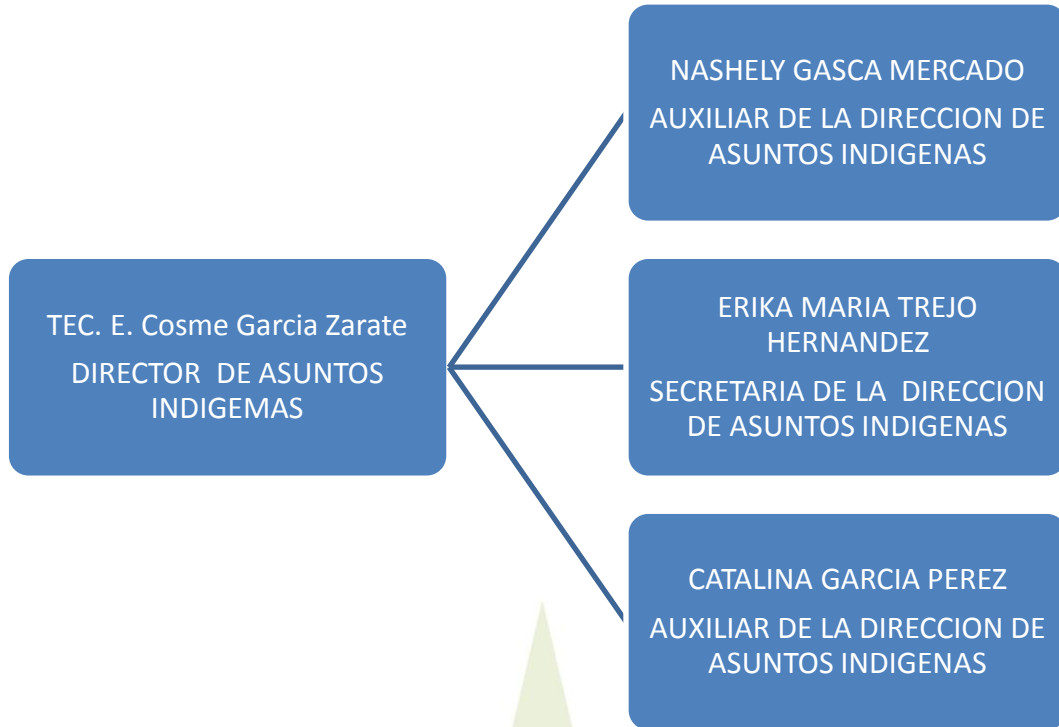 NASHELY GASCA MERCADO
AUXILIAR DE LA DIRECCION DE
ASUNTOS INDIGENAS
TEC. E. Cosme Garcia Zarate
DIRECTOR DE ASUNTOS
INDIGEMAS
ERIKA MARIA TREJO
HERNANDEZ
SECRETARIA DE LA DIRECCION
DE ASUNTOS INDIGENAS
CATALINA GARCIA PEREZ
AUXILIAR DE LA DIRECCION DE
ASUNTOS INDIGENAS